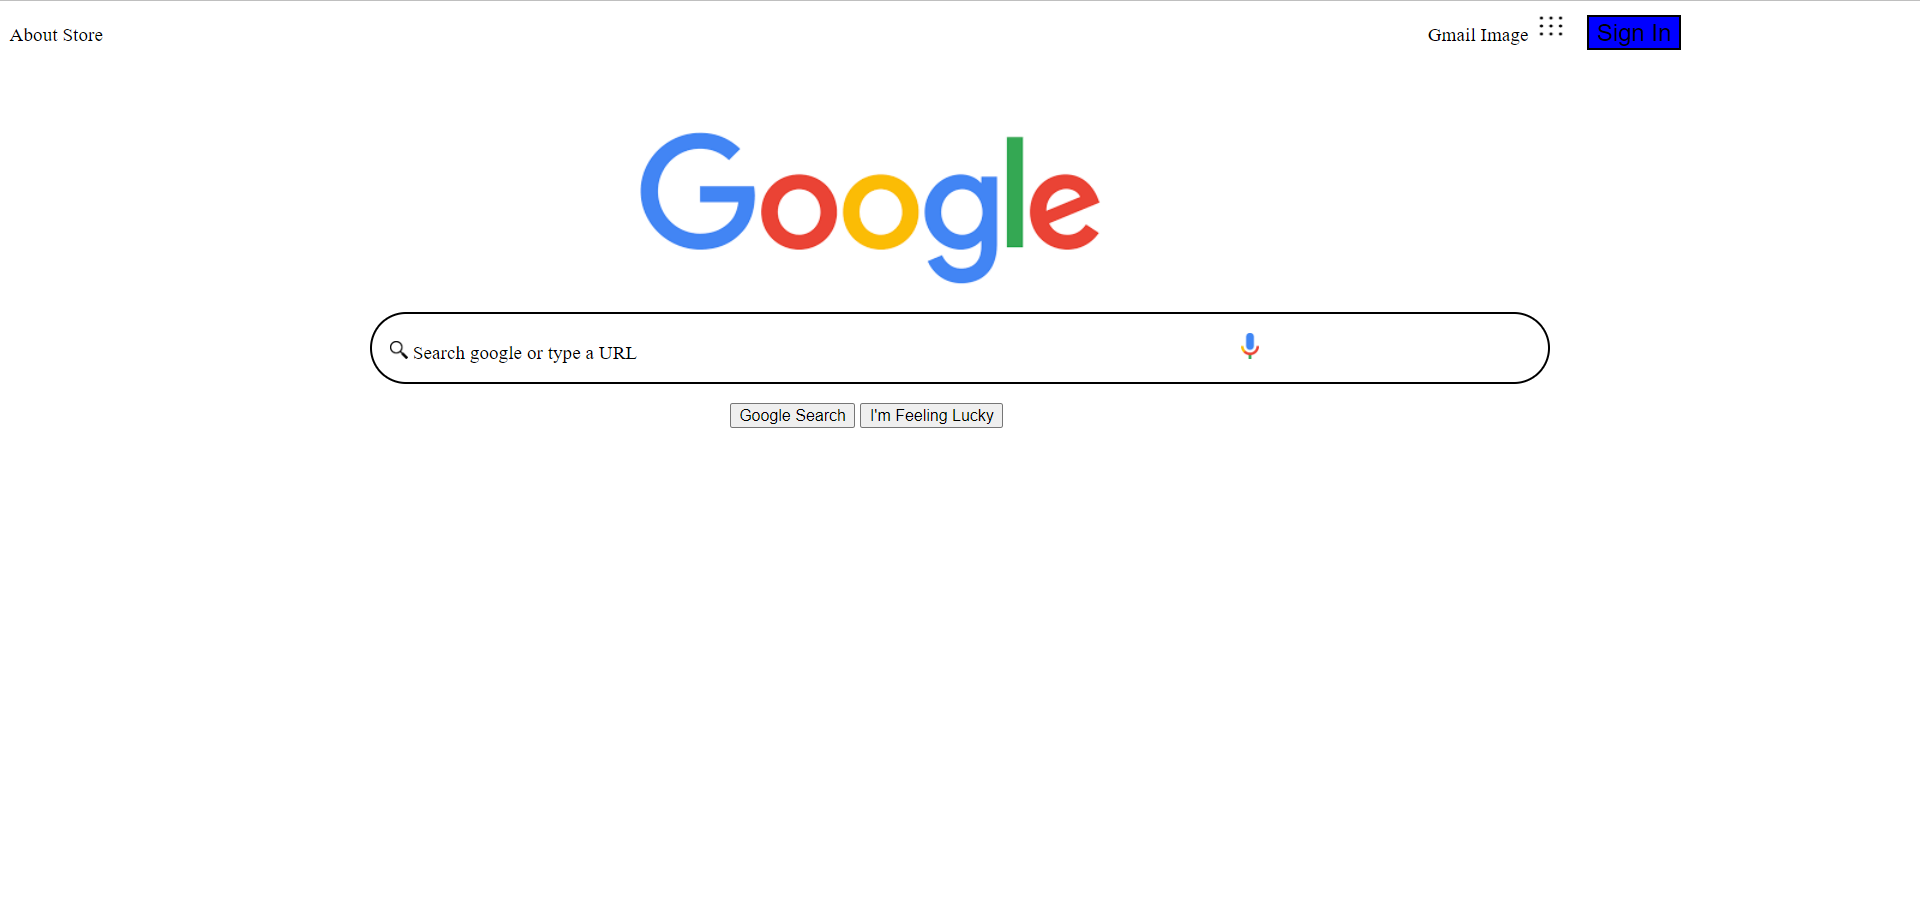 About Store Gmail Image Sign In
Google
Search google or type a URL
Google Search I'm Feeling Lucky